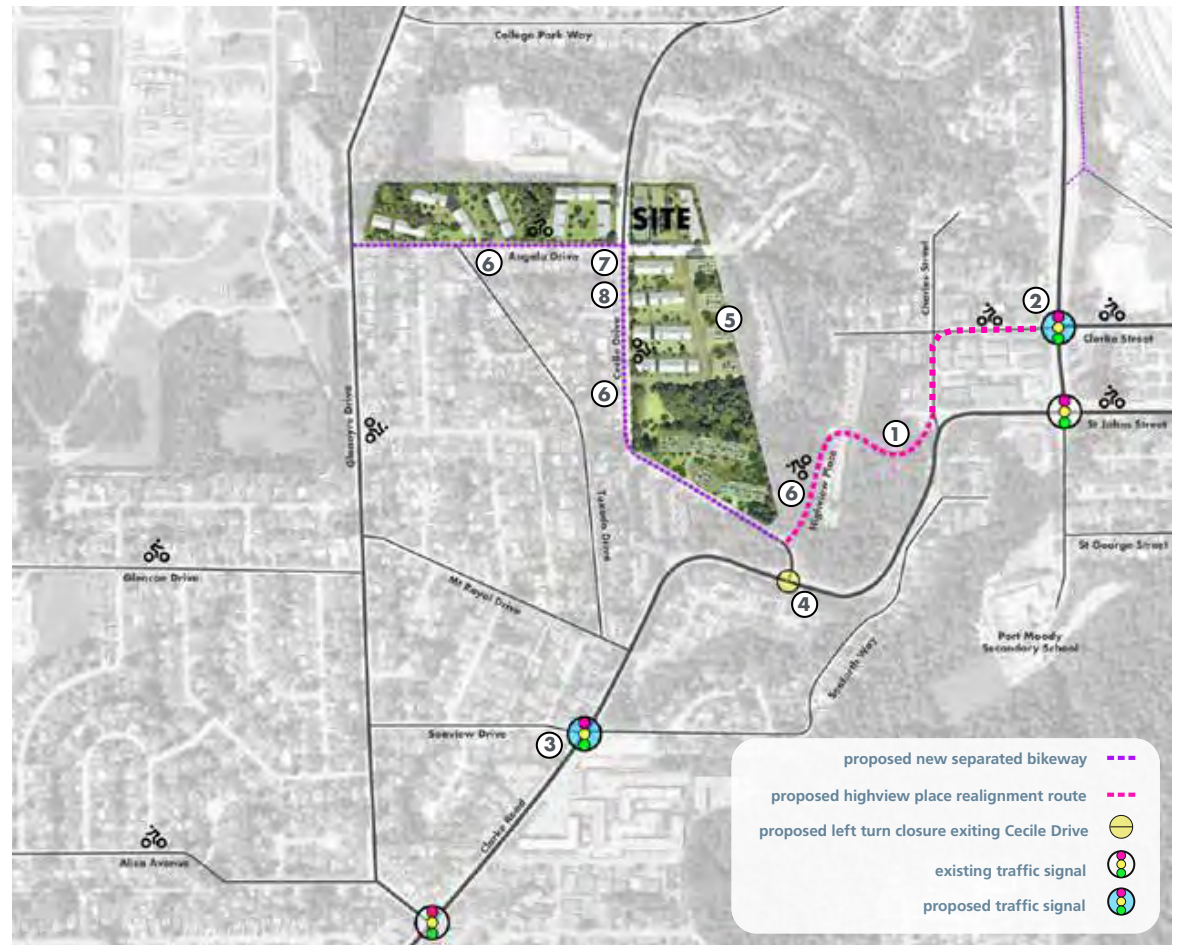 College Park Way
SITE
6
Angela Drive
7
8
Cecile Drive
5
6
Charles Street
2
Clarke Street
St Johns Street
1
6
Highview Place
Glenayre Drive
Tuxedo Drive
St George Street
Glencoe Drive
Mt Royal Drive
4
Port Moody
Secondary School
Seaforth Way
Seaview Drive
3
Clarke Road
proposed new separated bikeway
proposed highview place realignment route
proposed left turn closure exiting Cecile Drive
existing traffic signal
proposed traffic signal